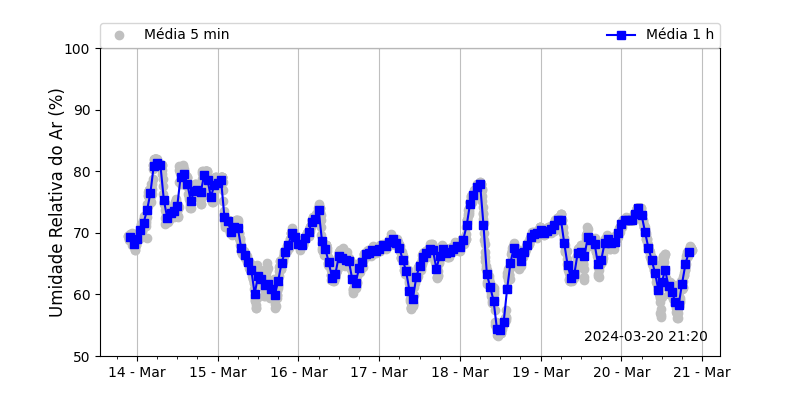 Média 5 min
Média 1 h
Umidade Relativa do Ar (%)
100
90
80
70
60
50
2024-03-20 21:20
14 - Mar
15 - Mar
16 - Mar
17 - Mar
18 - Mar
19 - Mar
20 - Mar
21 - Mar